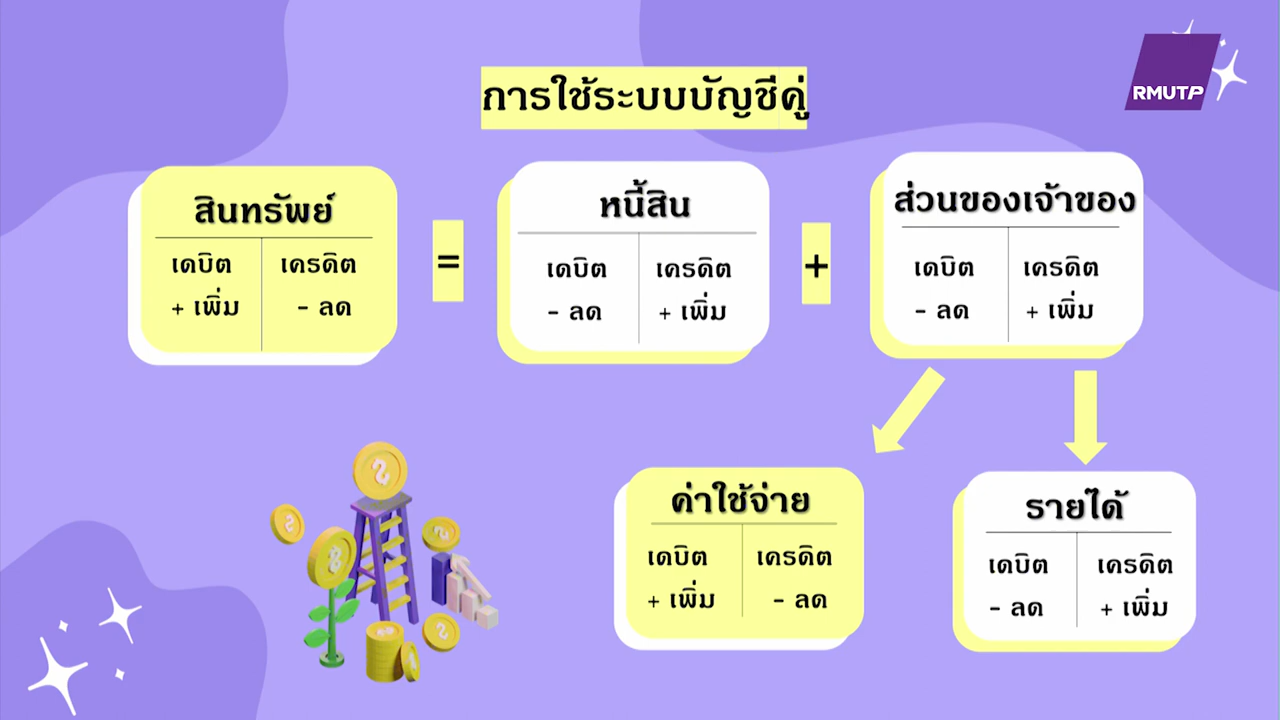 การใช้ระบบบัญชีคู่
RMUTP
สินทรัพย์
เดบิต เครดิต
+ เพิ่ม - ลด
=
หนี้สิน
เดบิต เครดิต
- ลด + เพิ่ม
+
ส่วนของเจ้าของ
เดบิต เครดิต
- ลด + เพิ่ม
ค่าใช้จ่าย
เดบิต เครดิต
+ เพิ่ม - ลด
รายได้
เดบิต เครดิต
- ลด + เพิ่ม